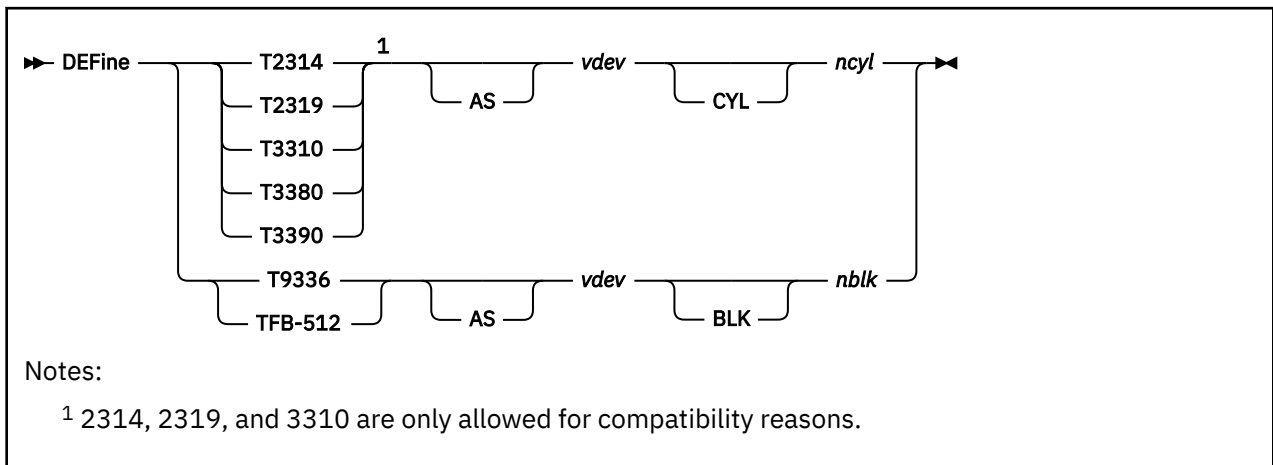 DEFine T2314 1 vdev ncyl
AS CYL
T2319
T3310
T3380
T3390
T9336 vdev nblk
TFB-512 AS BLK
Notes:
1 2314, 2319, and 3310 are only allowed for compatibility reasons.